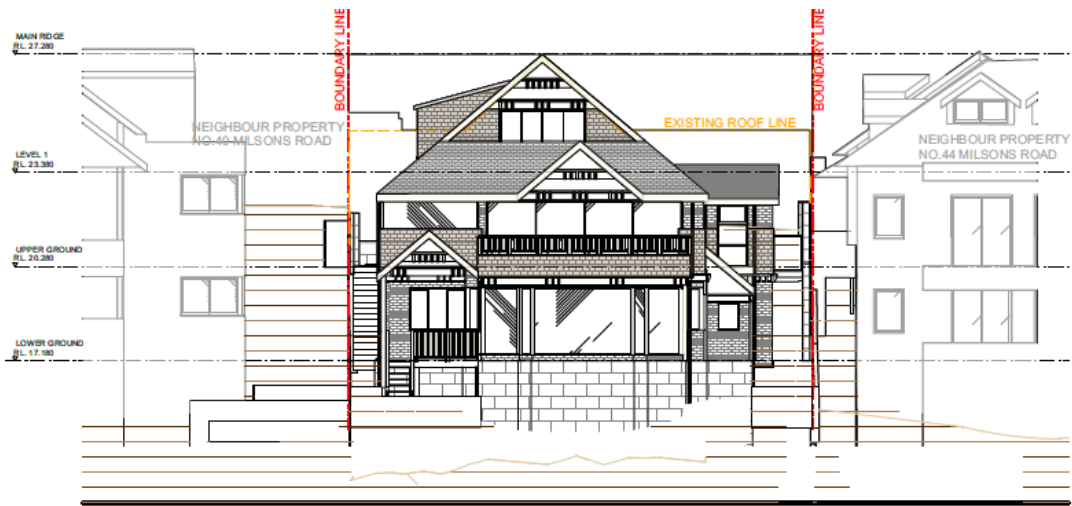 MAIN RIDGE
RL. 27.280
BOUNDARY LINE
BOUNDARY LINE
EXISTING ROOF LINE
NEIGHBOUR PROPERTY
NO.40 MILSONS ROAD
NEIGHBOUR PROPERTY
NO.44 MILSONS ROAD
LEVEL 1
RL. 23.380
UPPER GROUND
RL. 20.280
LOWER GROUND
RL. 17.180